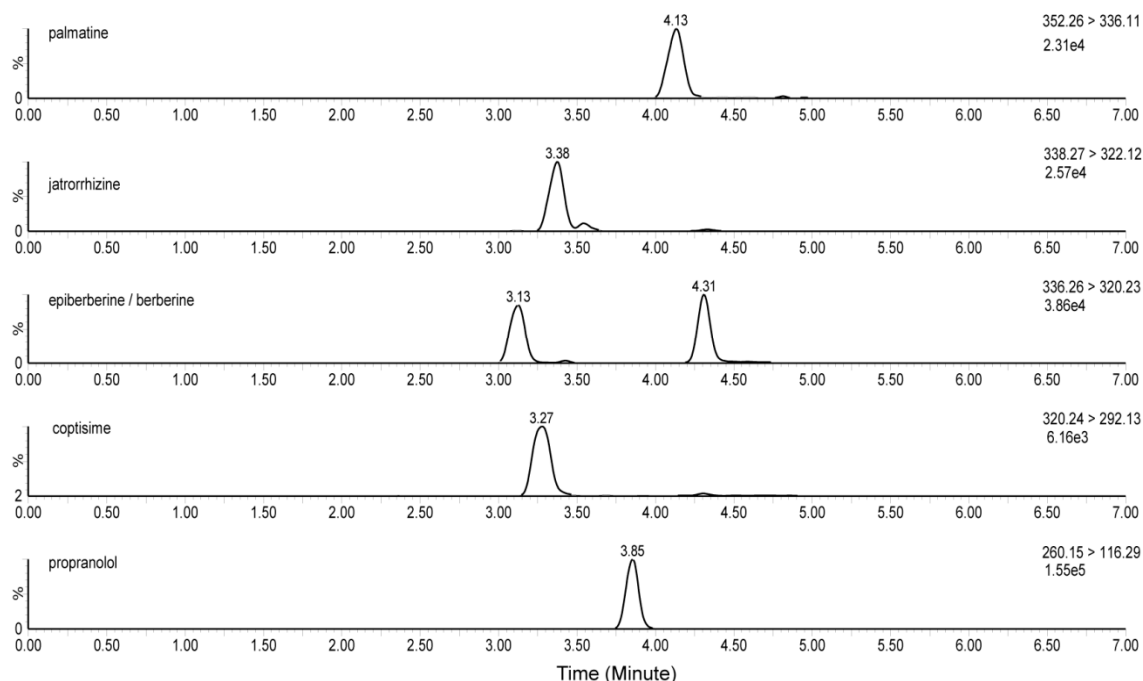 4.13
palmatine
352.26 > 336.11
2.31e4
%
0
0.00 0.50 1.00 1.50 2.00 2.50 3.00 3.50 4.00 4.50 5.00 5.50 6.00 6.50 7.00
3.38
jatrorrhizine
338.27 > 322.12
2.57e4
%
0
0.00 0.50 1.00 1.50 2.00 2.50 3.00 3.50 4.00 4.50 5.00 5.50 6.00 6.50 7.00
epiberberine / berberine
3.13
4.31
336.26 > 320.23
3.86e4
%
0
0.00 0.50 1.00 1.50 2.00 2.50 3.00 3.50 4.00 4.50 5.00 5.50 6.00 6.50 7.00
coptisime
3.27
320.24 > 292.13
6.16e3
%
2
0.00 0.50 1.00 1.50 2.00 2.50 3.00 3.50 4.00 4.50 5.00 5.50 6.00 6.50 7.00
propranolol
3.85
260.15 > 116.29
1.55e5
%
0
0.00 0.50 1.00 1.50 2.00 2.50 3.00 3.50 4.00 4.50 5.00 5.50 6.00 6.50 7.00
Time (Minute)